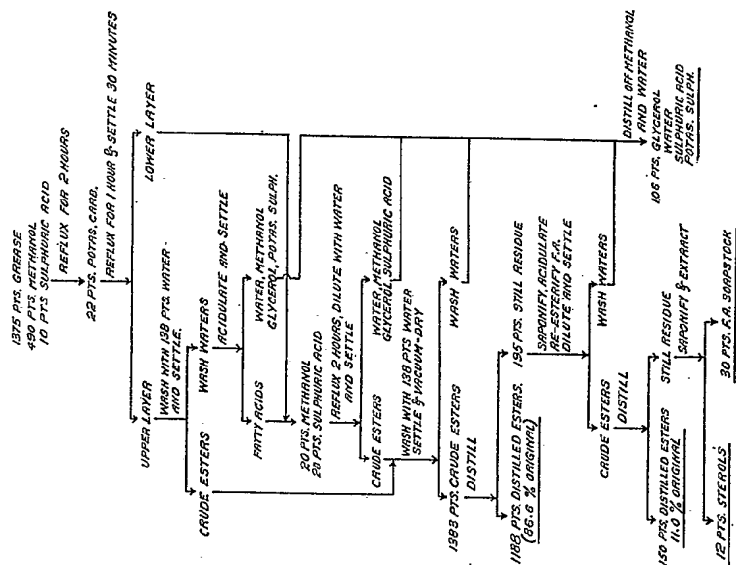 1375 PTS. GREASE
490 PTS. METHANOL
10 PTS. SULPHURIC ACID
REFLUX FOR 2 HOURS
22 PTS. POTAS. CARB.
REFLUX FOR 1 HOUR & SETTLE 30 MINUTES
UPPER LAYER
LOWER LAYER
WASH WITH 138 PTS. WATER
AND SETTLE.
CRUDE ESTERS
WASH WATERS
ACIDULATE AND SETTLE
FATTY ACIDS
WATER, METHANOL
GLYCEROL, POTAS. SULPH.
20 PTS. METHANOL
20 PTS. SULPHURIC ACID
REFLUX 2 HOURS, DILUTE WITH WATER
AND SETTLE
CRUDE ESTERS
WATER, METHANOL
GLYCEROL, SULPHURIC ACID
WASH WITH 138 PTS WATER
SETTLE & VACUUM-DRY
1383 PTS. CRUDE ESTERS
WASH WATERS
DISTILL
1188 PTS. DISTILLED ESTERS.
(86.6 % ORIGINAL)
195 PTS. STILL RESIDUE
SAPONIFY, ACIDULATE
RE-ESTERIFY F.A.
DILUTE AND SETTLE
CRUDE ESTERS
WASH WATERS
DISTILL
150 PTS. DISTILLED ESTERS
11.0 % ORIGINAL
STILL RESIDUE
SAPONIFY & EXTRACT
12 PTS. STEROLS
30 PTS. F.A. SOAPSTOCK
DISTILL OFF METHANOL
AND WATER
106 PTS. GLYCEROL
WATER
SULPHURIC ACID
POTAS. SULPH.